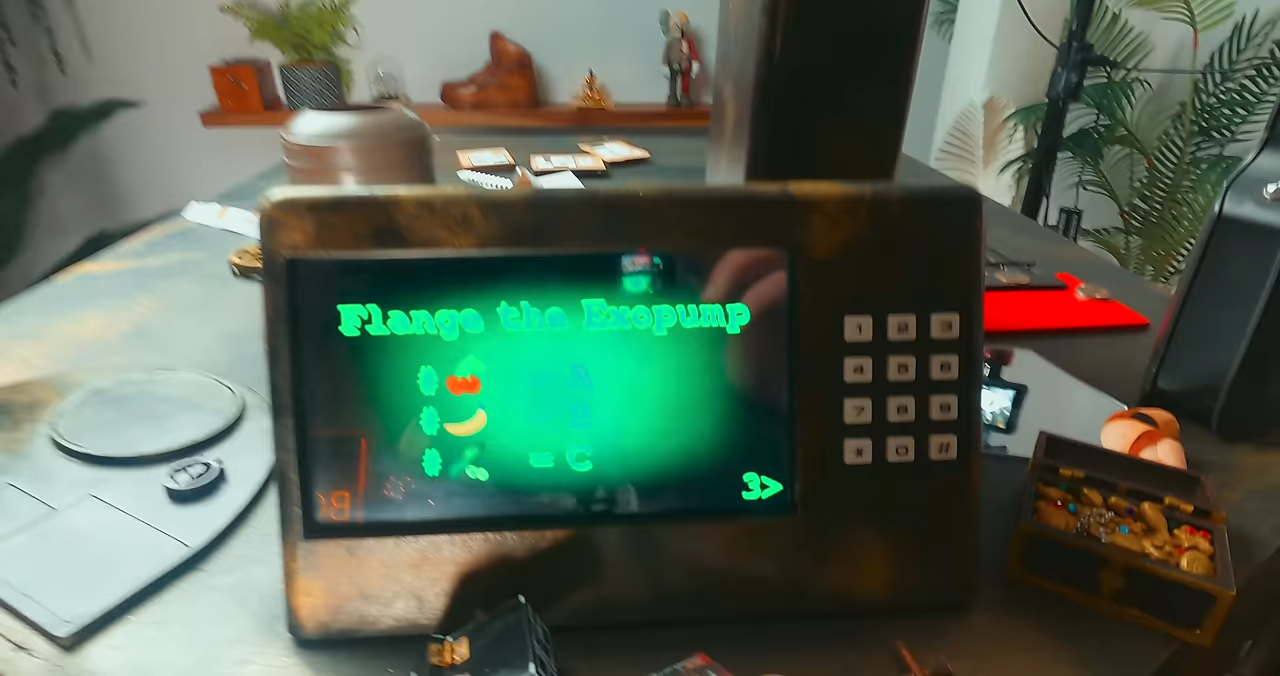 Flange the Exopump
#
#
# = C
3>
1 2 3
4 5 6
7 8 9
* 0 #